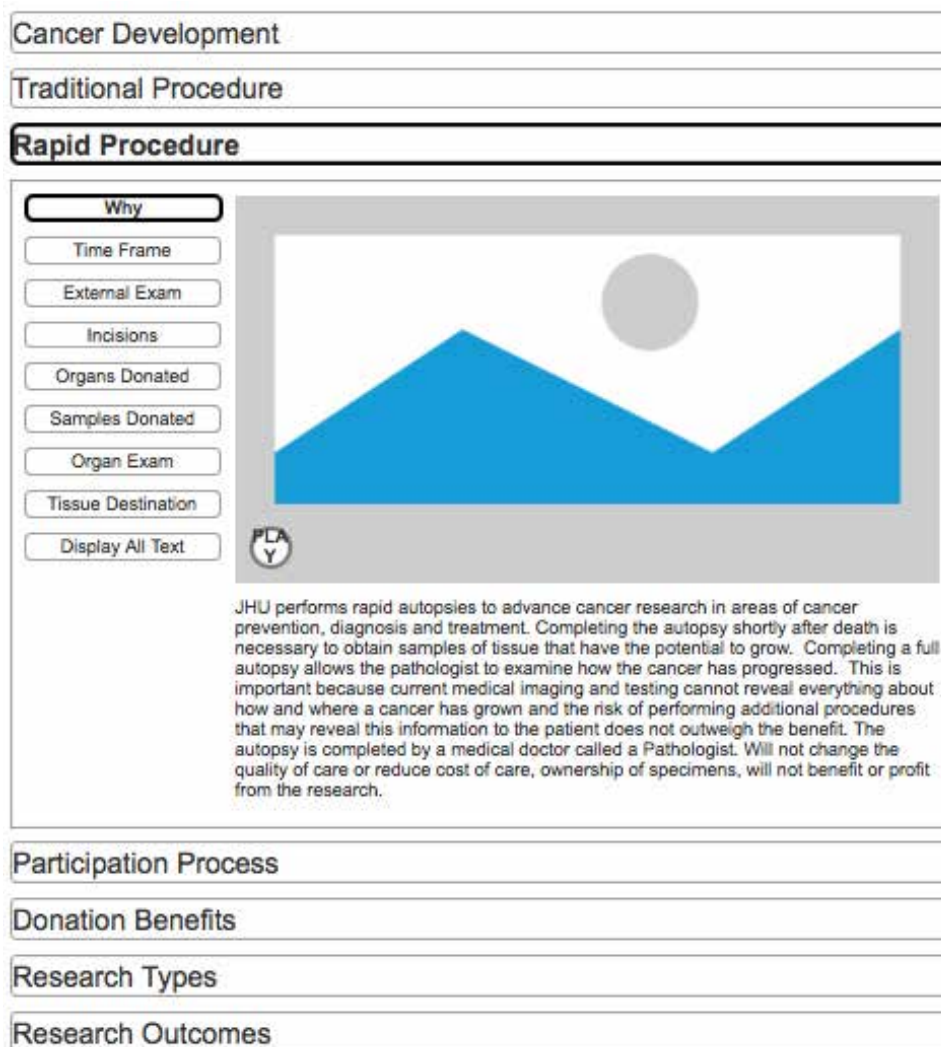 Cancer Development
Traditional Procedure
Rapid Procedure
Why
Time Frame
External Exam
Incisions
Organs Donated
Samples Donated
Organ Exam
Tissue Destination
Display All Text
PLA
Y
JHU performs rapid autopsies to advance cancer research in areas of cancer
prevention, diagnosis and treatment. Completing the autopsy shortly after death is
necessary to obtain samples of tissue that have the potential to grow.  Completing a full
autopsy allows the pathologist to examine how the cancer has progressed.  This is
important because current medical imaging and testing cannot reveal everything about
how and where a cancer has grown and the risk of performing additional procedures
that may reveal this information to the patient does not outweigh the benefit. The
autopsy is completed by a medical doctor called a Pathologist. Will not change the
quality of care or reduce cost of care, ownership of specimens, will not benefit or profit
from the research.
Participation Process
Donation Benefits
Research Types
Research Outcomes